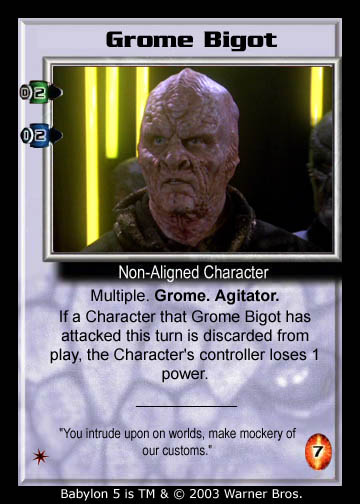 Grome Bigot
2
2
Non-Aligned Character
Multiple. Grome. Agitator.
If a Character that Grome Bigot has
attacked this turn is discarded from
play, the Character's controller loses 1
power.
"You intrude upon on worlds, make mockery of
our customs."
7
Babylon 5 is TM & © 2003 Warner Bros.